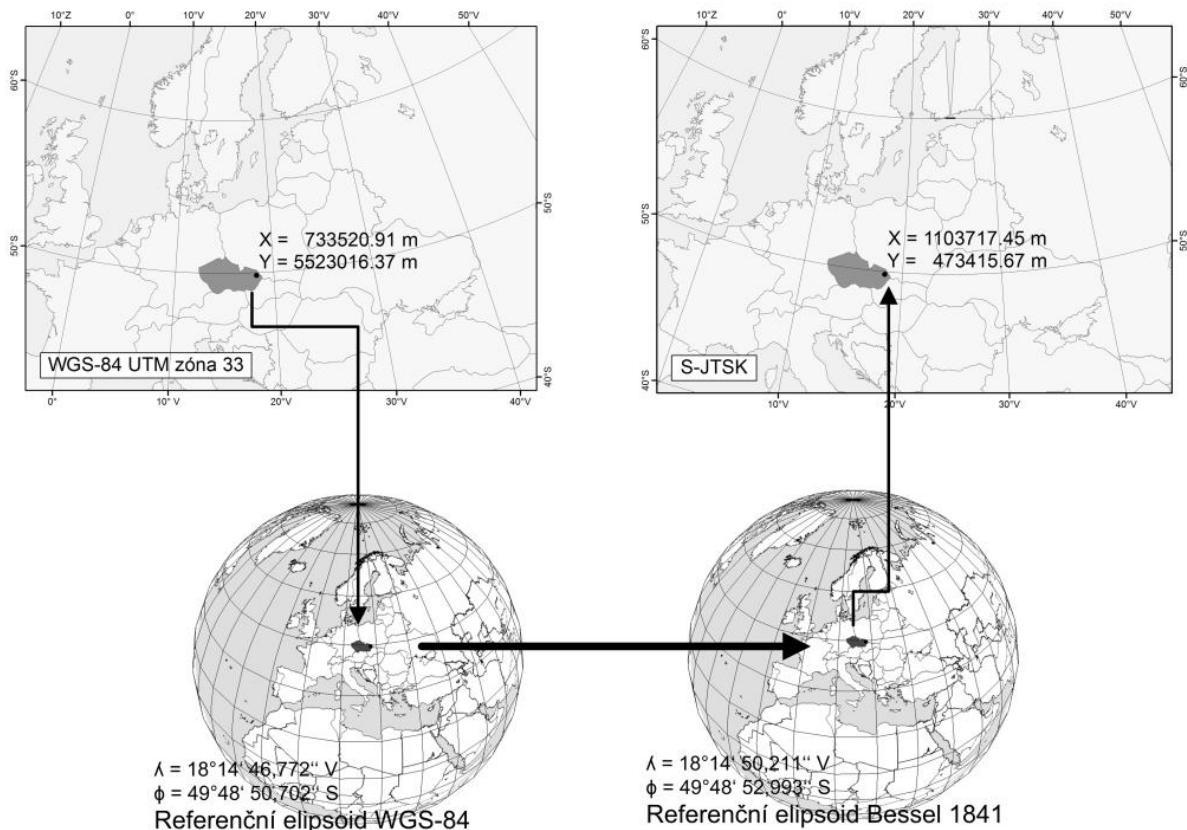 10°Z 0° 10°V 20°V 30°V 40°V 50°V
60°S
50°S
50°S
40°S
X = 733520.91 m
Y = 5523016.37 m
WGS-84 UTM zóna 33
0° 10° V 20°V 30°V 40°V
10°Z 0° 10°V 20°V 30°V 40°V 50°V
60°S
60°S
50°S
50°S
40°S
X = 1103717.45 m
Y = 473415.67 m
S-JTSK
10°V 20°V 30°V 40°V
ʎ = 18°14‘ 46,772“ V
ϕ = 49°48‘ 50,702“ S
Referenční elipsoid WGS-84
ʎ = 18°14‘ 50,211“ V
ϕ = 49°48‘ 52,993“ S
Referenční elipsoid Bessel 1841